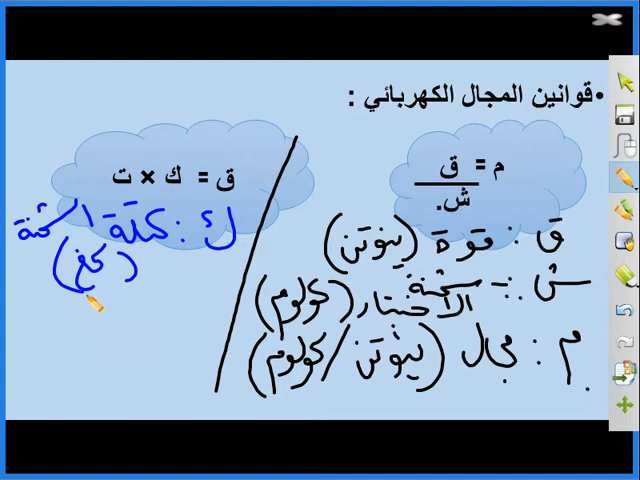 •قوانين المجال الكهربائي :
م = ق
ش.
ق : قوة (نيوتن)
ش. : شحنة
الاختبار (كولوم)
م : مجال (نيوتن/كولوم)
ق = ك × ت
ك : كتلة الشحنة
(كغ)